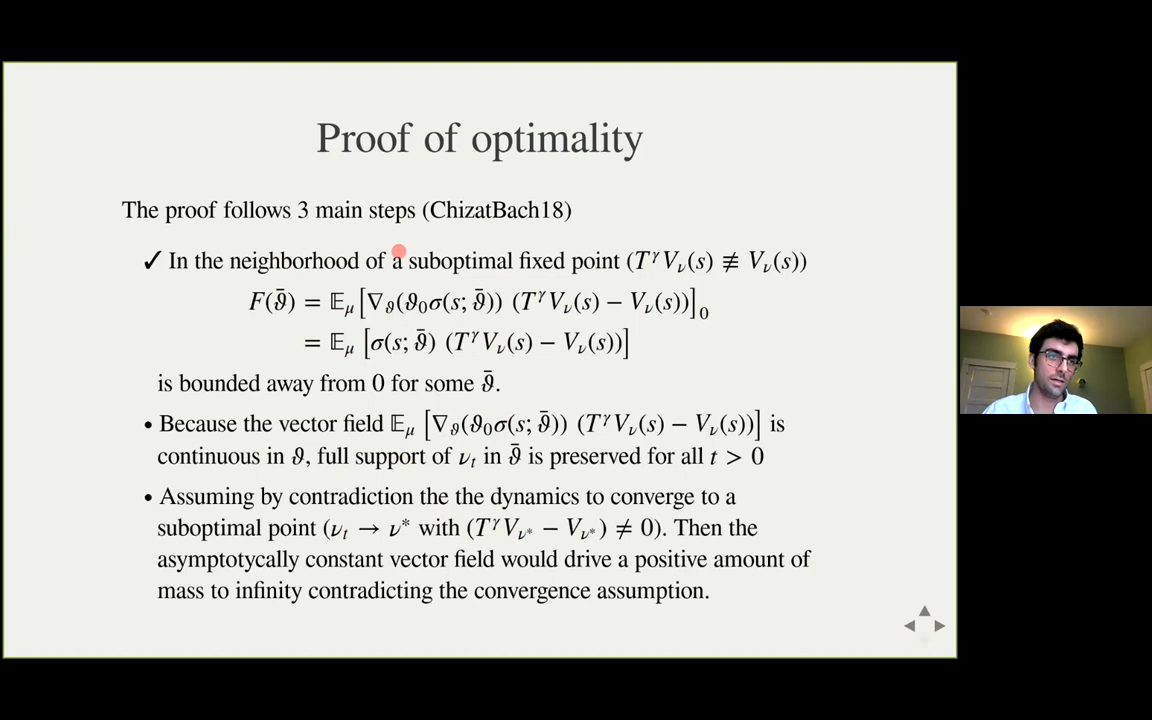 Proof of optimality
The proof follows 3 main steps (ChizatBach18)
✓ In the neighborhood of a suboptimal fixed point (T^γ V_ν(s) ≢ V_ν(s))
F(ϑ̄) = 𝔼_μ[∇_ϑ(ϑ₀σ(s; ϑ̄)) (T^γ V_ν(s) − V_ν(s))]₀
= 𝔼_μ [σ(s; ϑ̄) (T^γ V_ν(s) − V_ν(s))]
is bounded away from 0 for some ϑ̄.
• Because the vector field 𝔼_μ [∇_ϑ(ϑ₀σ(s; ϑ̄)) (T^γ V_ν(s) − V_ν(s))] is
continuous in ϑ, full support of ν_t in ϑ̄ is preserved for all t > 0
• Assuming by contradiction the the dynamics to converge to a
suboptimal point (ν_t → ν* with (T^γ V_ν* − V_ν*) ≠ 0). Then the
asymptotycally constant vector field would drive a positive amount of
mass to infinity contradicting the convergence assumption.